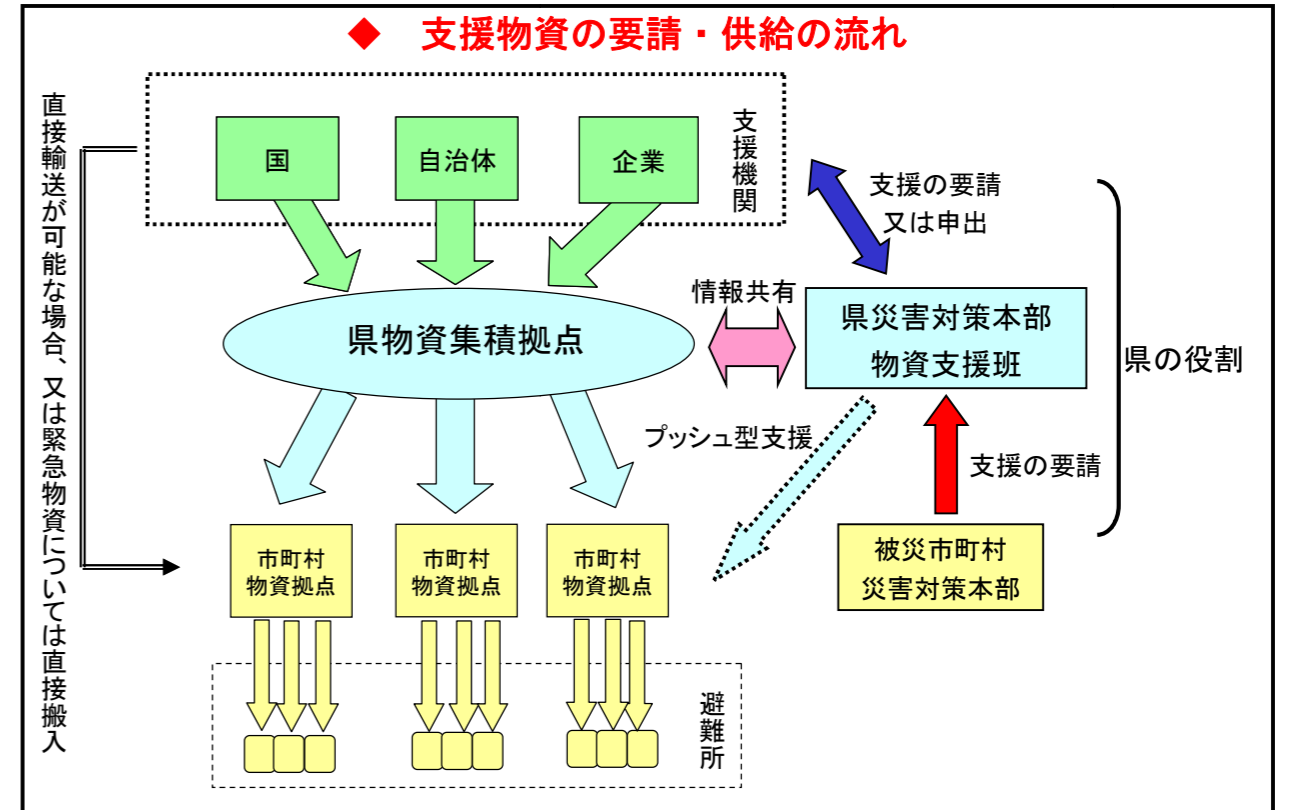 ◆ 支援物資の要請・供給の流れ
直接輸送が可能な場合、又は緊急物資については直接搬入
国
自治体
企業
支援機関
支援の要請
又は申出
県物資集積拠点
情報共有
県災害対策本部
物資支援班
県の役割
プッシュ型支援
支援の要請
市町村
物資拠点
市町村
物資拠点
市町村
物資拠点
被災市町村
災害対策本部
避難所